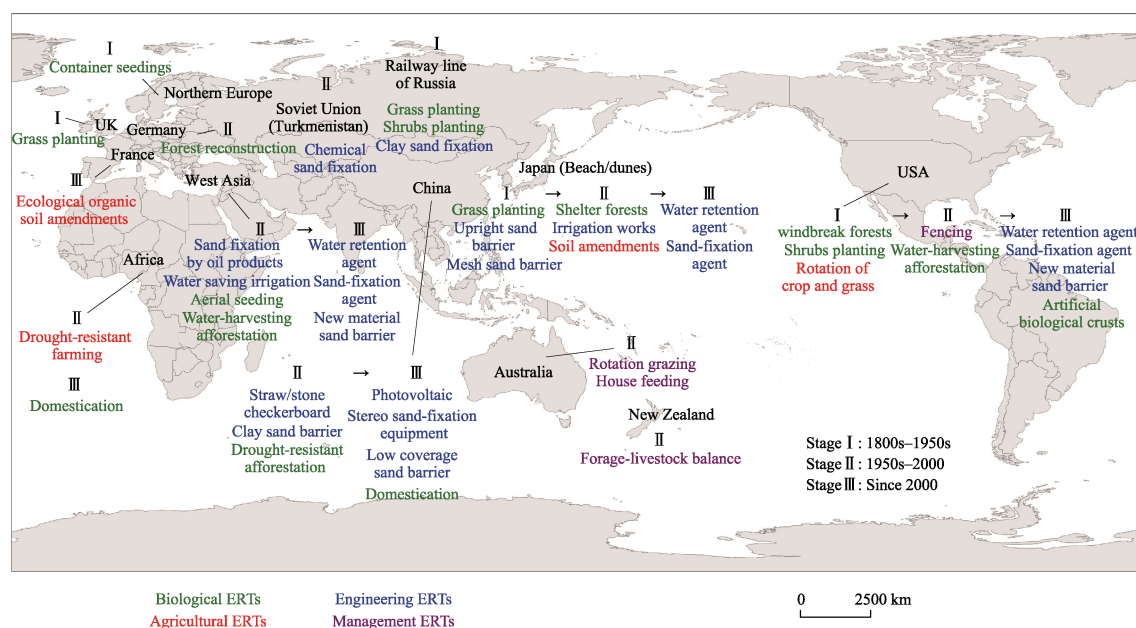 Ⅰ
Container seedings
Northern Europe
Ⅰ
UK
Grass planting
Germany
Ⅱ
Forest reconstruction
France
Ⅲ
Ecological organic
soil amendments
Ⅱ
Soviet Union
(Turkmenistan)
Chemical
sand fixation
Ⅰ
Railway line
of Russia
Grass planting
Shrubs planting
Clay sand fixation
West Asia
Ⅱ → Ⅲ
Sand fixation
by oil products
Water saving irrigation
Aerial seeding
Water-harvesting
afforestation
Water retention
agent
Sand-fixation
agent
New material
sand barrier
Africa
Ⅱ
Drought-resistant
farming
Ⅲ
Domestication
China
Ⅱ → Ⅲ
Straw/stone
checkerboard
Clay sand barrier
Drought-resistant
afforestation
Photovoltaic
Stereo sand-fixation
equipment
Low coverage
sand barrier
Domestication
Japan (Beach/dunes)
Ⅰ → Ⅱ → Ⅲ
Grass planting
Upright sand
barrier
Mesh sand barrier
Shelter forests
Irrigation works
Soil amendments
Water retention
agent
Sand-fixation
agent
Australia
Ⅱ
Rotation grazing
House feeding
New Zealand
Ⅱ
Forage-livestock balance
USA
Ⅰ → Ⅱ → Ⅲ
windbreak forests
Shrubs planting
Rotation of
crop and grass
Fencing
Water-harvesting
afforestation
Water retention agent
Sand-fixation agent
New material
sand barrier
Artificial
biological crusts
Stage Ⅰ: 1800s–1950s
Stage Ⅱ: 1950s–2000
Stage Ⅲ: Since 2000
Biological ERTs
Engineering ERTs
Agricultural ERTs
Management ERTs
0 2500 km